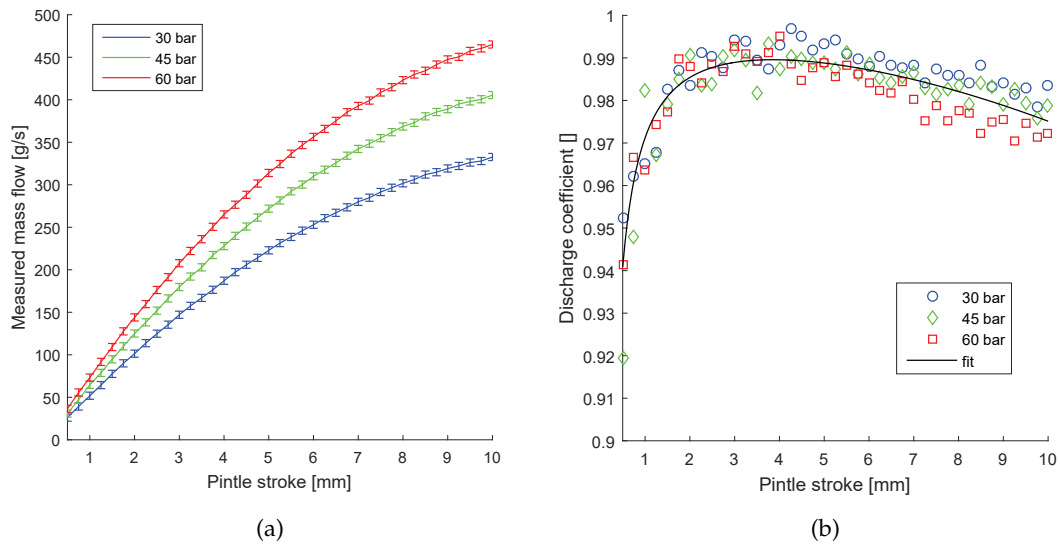 500
450
400
350
300
250
200
150
100
50
0
Measured mass flow [g/s]
30 bar
45 bar
60 bar
1 2 3 4 5 6 7 8 9 10
Pintle stroke [mm]
(a)
1
0.99
0.98
0.97
0.96
0.95
0.94
0.93
0.92
0.9
Discharge coefficient []
30 bar
45 bar
60 bar
fit
1 2 3 4 5 6 7 8 9 10
Pintle stroke [mm]
(b)